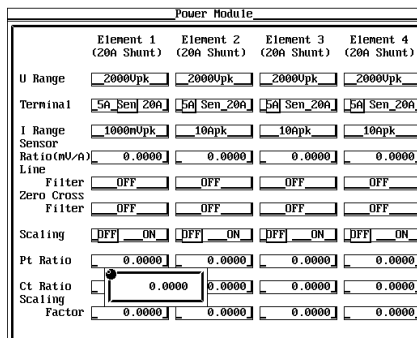 Power Module
Element 1 Element 2 Element 3 Element 4
(20A Shunt) (20A Shunt) (20A Shunt) (20A Shunt)
U Range 2000Vpk 2000Vpk 2000Vpk 2000Vpk
Terminal 5A Sen 20A 5A Sen 20A 5A Sen 20A 5A Sen 20A
I Range 1000mVpk 10Apk 10Apk 10Apk
Sensor
Ratio(mV/A) 0.0000 0.0000 0.0000 0.0000
Line
Filter OFF OFF OFF OFF
Zero Cross
Filter OFF OFF OFF OFF
Scaling OFF ON OFF ON OFF ON OFF ON
Pt Ratio 0.0000 0.0000 0.0000 0.0000
Ct Ratio 0.0000 0.0000 0.0000 0.0000
Scaling
Factor 0.0000 0.0000 0.0000 0.0000